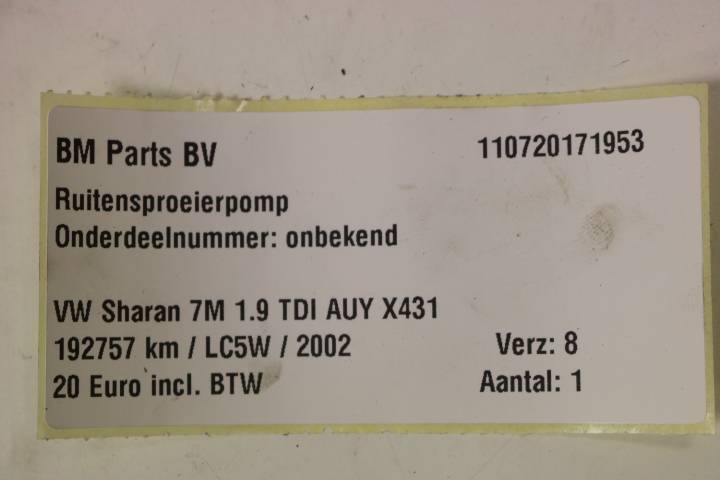 BM Parts BV 110720171953
Ruitensproeierpomp
Onderdeelnummer: onbekend
VW Sharan 7M 1.9 TDI AUY X431
192757 km / LC5W / 2002 Verz: 8
20 Euro incl. BTW Aantal: 1